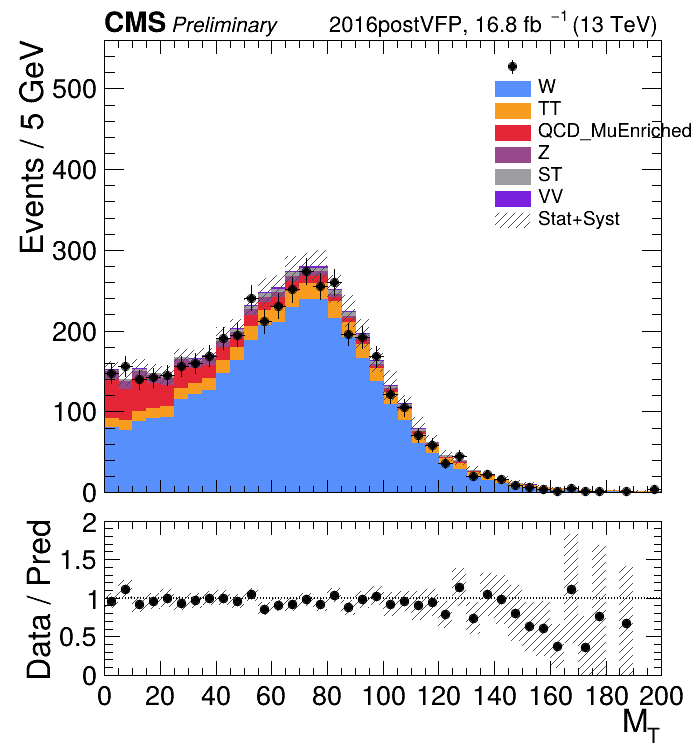 CMS Preliminary 2016postVFP, 16.8 fb⁻¹ (13 TeV)
Events / 5 GeV
500
400
300
200
100
0
W
TT
QCD_MuEnriched
Z
ST
VV
Stat+Syst
Data / Pred
2
1.5
1
0.5
0
0 20 40 60 80 100 120 140 160 180 200
M_T